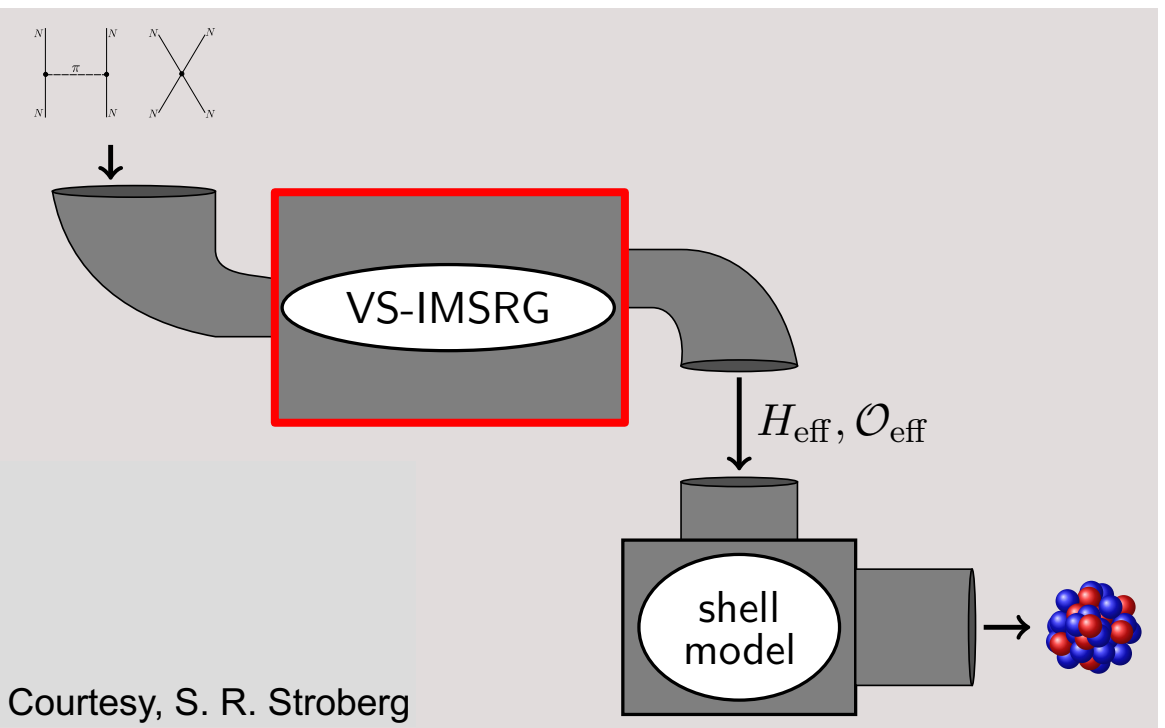 N N N N
π
N N N N
VS-IMSRG
H_eff, 𝒪_eff
shell
model
Courtesy, S. R. Stroberg